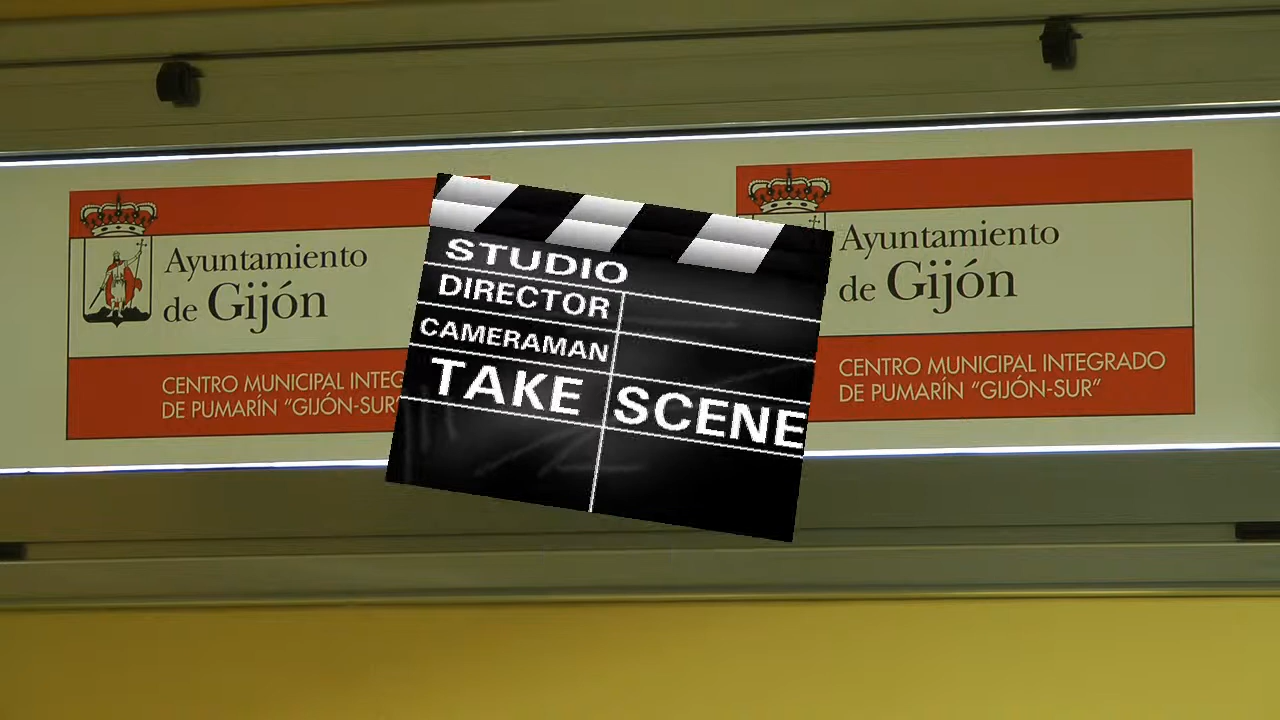 Ayuntamiento
de Gijón
CENTRO MUNICIPAL INTEG
DE PUMARÍN “GIJÓN-SUR“
STUDIO
DIRECTOR
CAMERAMAN
TAKE SCENE
Ayuntamiento
de Gijón
CENTRO MUNICIPAL INTEGRADO
DE PUMARÍN “GIJÓN-SUR“